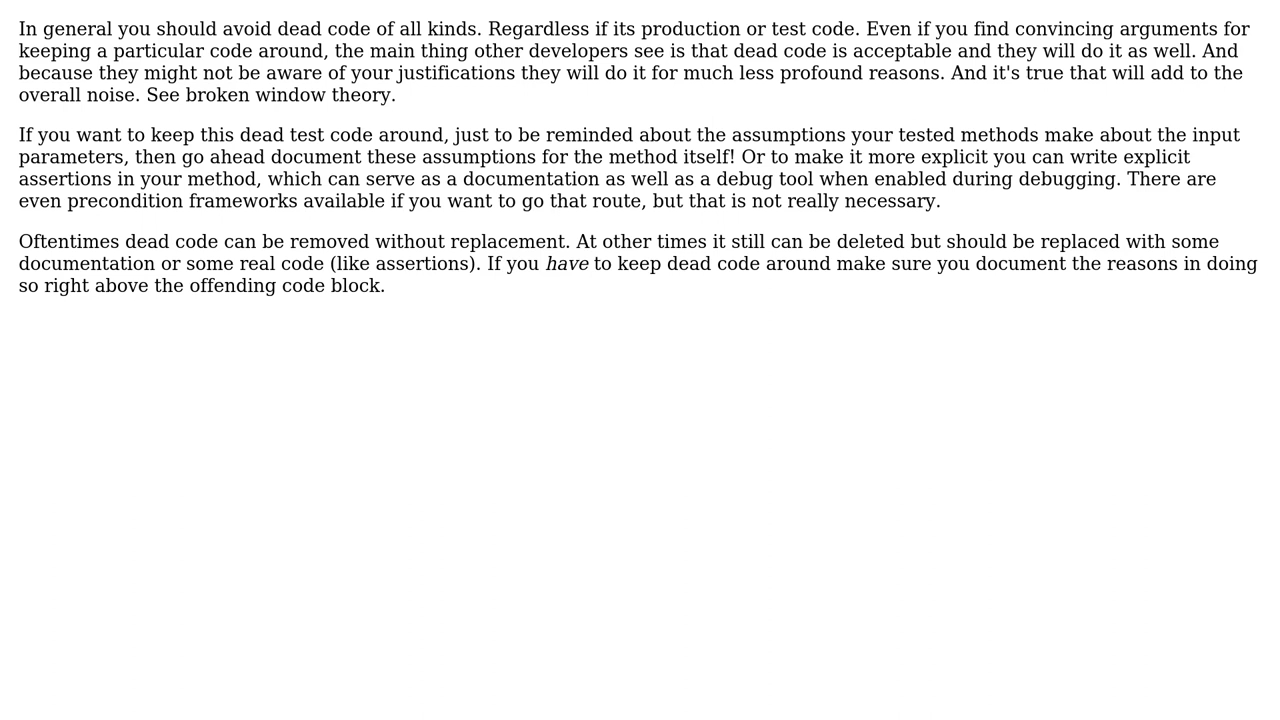 In general you should avoid dead code of all kinds. Regardless if its production or test code. Even if you find convincing arguments for
keeping a particular code around, the main thing other developers see is that dead code is acceptable and they will do it as well. And
because they might not be aware of your justifications they will do it for much less profound reasons. And it's true that will add to the
overall noise. See broken window theory.
If you want to keep this dead test code around, just to be reminded about the assumptions your tested methods make about the input
parameters, then go ahead document these assumptions for the method itself! Or to make it more explicit you can write explicit
assertions in your method, which can serve as a documentation as well as a debug tool when enabled during debugging. There are
even precondition frameworks available if you want to go that route, but that is not really necessary.
Oftentimes dead code can be removed without replacement. At other times it still can be deleted but should be replaced with some
documentation or some real code (like assertions). If you have to keep dead code around make sure you document the reasons in doing
so right above the offending code block.